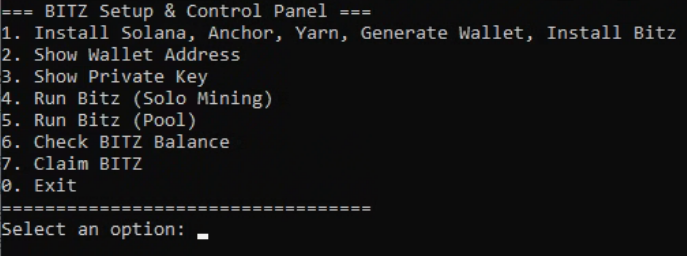 === BITZ Setup & Control Panel ===
1. Install Solana, Anchor, Yarn, Generate Wallet, Install Bitz
2. Show Wallet Address
3. Show Private Key
4. Run Bitz (Solo Mining)
5. Run Bitz (Pool)
6. Check BITZ Balance
7. Claim BITZ
0. Exit
==================================
Select an option: _